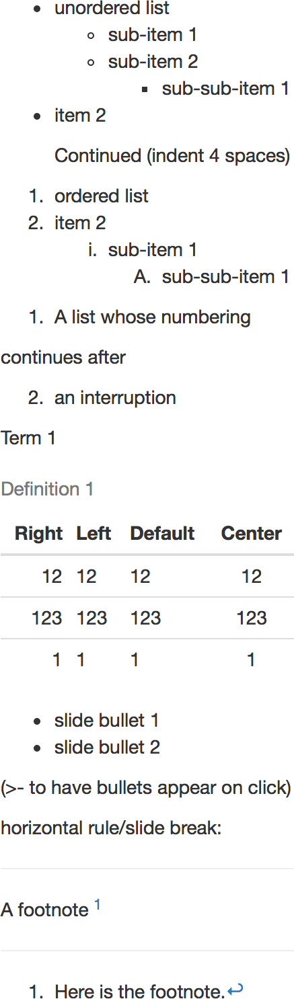 • unordered list
◦ sub-item 1
◦ sub-item 2
▪ sub-sub-item 1
• item 2
Continued (indent 4 spaces)
1. ordered list
2. item 2
i. sub-item 1
A. sub-sub-item 1
1. A list whose numbering
continues after
2. an interruption
Term 1
Definition 1
Right Left Default Center
12 12 12 12
123 123 123 123
1 1 1 1
• slide bullet 1
• slide bullet 2
(>- to have bullets appear on click)
horizontal rule/slide break:
A footnote 1
1. Here is the footnote.↩